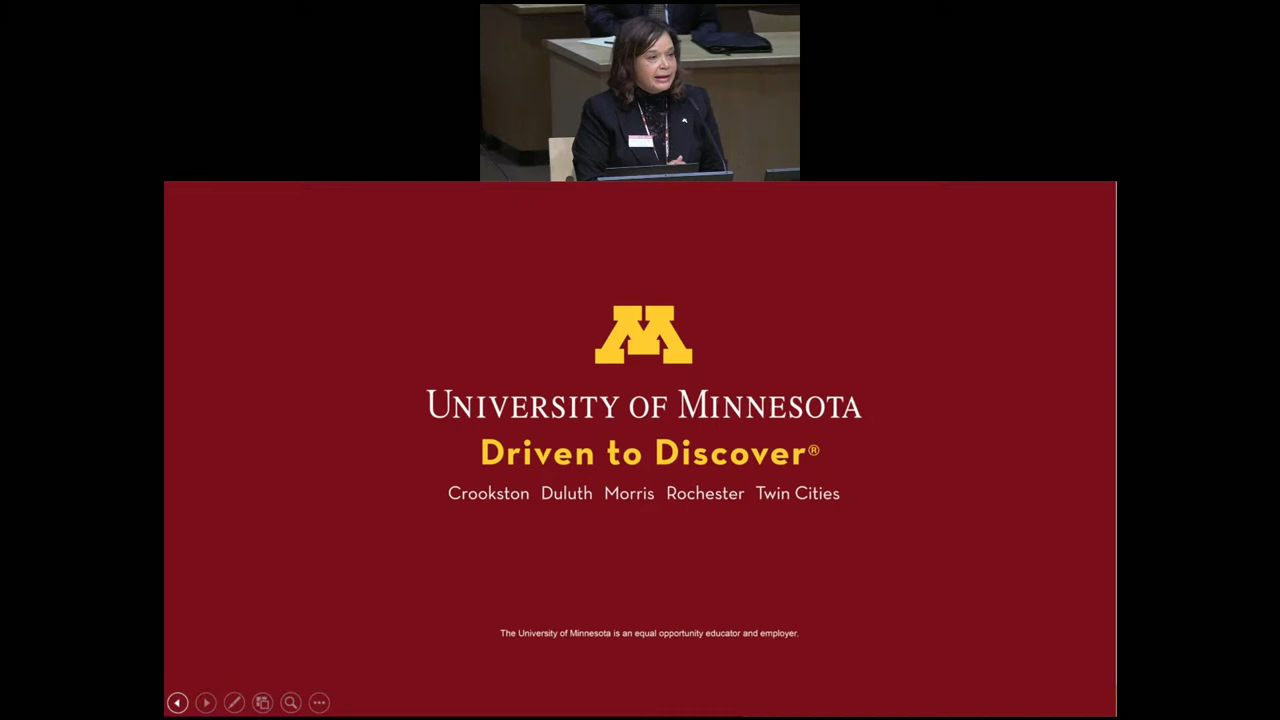 UNIVERSITY OF MINNESOTA
Driven to Discover®
Crookston Duluth Morris Rochester Twin Cities
The University of Minnesota is an equal opportunity educator and employer.